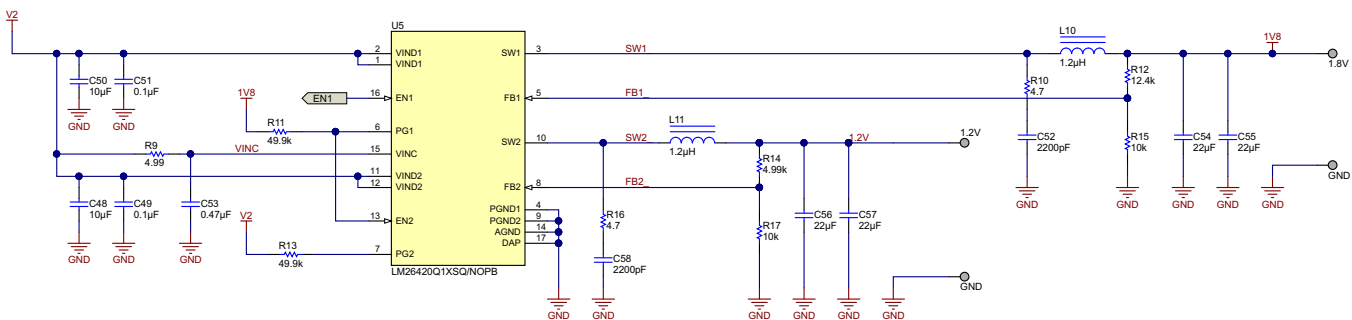 V2
U5
L10
1V8
2
VIND1
SW1
3
SW1
1
VIND1
1.2µH
1.8V
C50
10µF
C51
0.1µF
R10
4.7
R12
12.4k
GND
GND
1V8
EN1
16
EN1
FB1
5
FB1
R11
49.9k
6
PG1
L11
SW2
10
SW2
1.2V
1.2V
C52
2200pF
R15
10k
C54
22µF
C55
22µF
R9
4.99
VINC
15
VINC
1.2µH
R14
4.99k
11
VIND2
12
VIND2
FB2
8
FB2
GND
GND
GND
GND
GND
GND
C48
10µF
C49
0.1µF
C53
0.47µF
V2
13
EN2
PGND1
4
PGND2
9
AGND
14
DAP
17
R16
4.7
R17
10k
C56
22µF
C57
22µF
GND
GND
GND
R13
49.9k
7
PG2
C58
2200pF
LM26420Q1XSQ/NOPB
GND
GND
GND
GND
GND
GND
GND